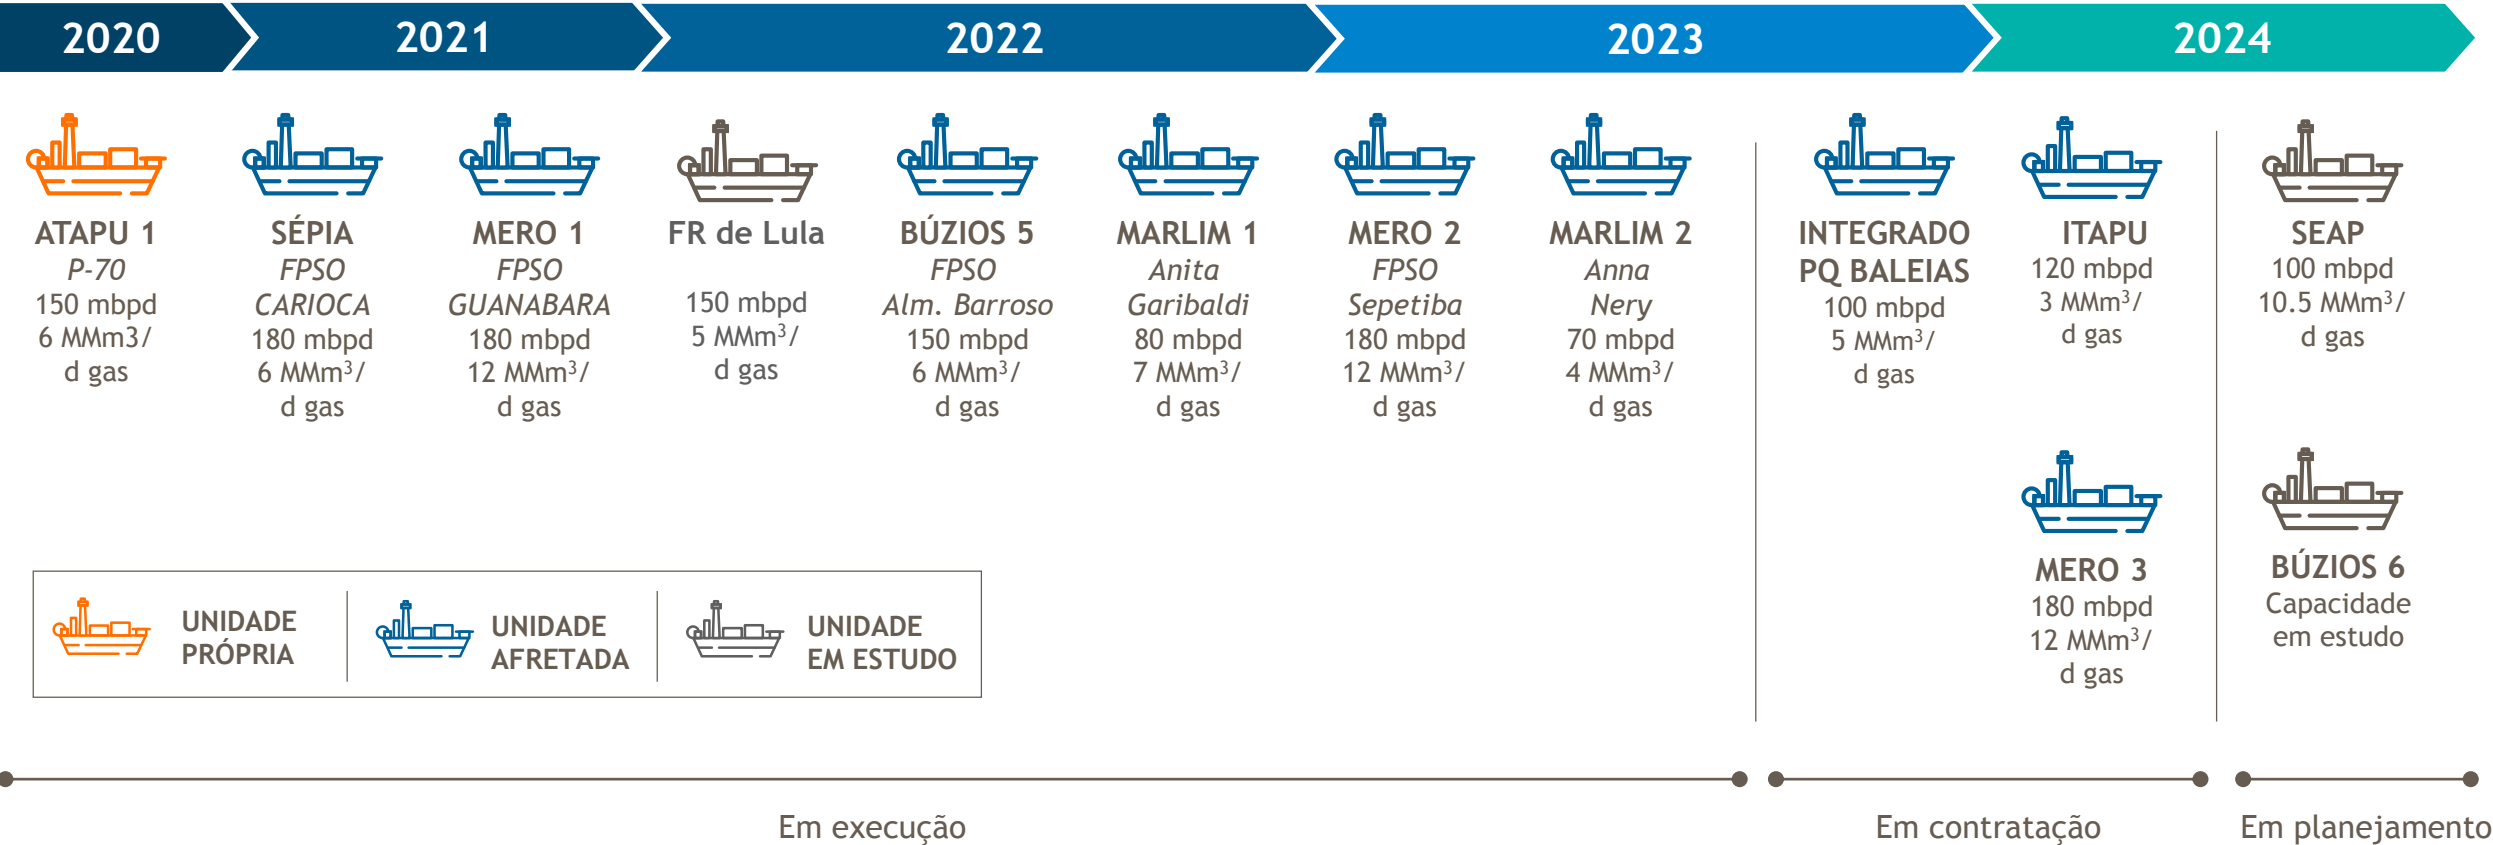 2020
2021
2022
2023
2024
ATAPU 1
P-70
150 mbpd
6 MMm3/
d gas
SÉPIA
FPSO
CARIOCA
180 mbpd
6 MMm³/
d gas
MERO 1
FPSO
GUANABARA
180 mbpd
12 MMm³/
d gas
FR de Lula
150 mbpd
5 MMm³/
d gas
BÚZIOS 5
FPSO
Alm. Barroso
150 mbpd
6 MMm³/
d gas
MARLIM 1
Anita
Garibaldi
80 mbpd
7 MMm³/
d gas
MERO 2
FPSO
Sepetiba
180 mbpd
12 MMm³/
d gas
MARLIM 2
Anna
Nery
70 mbpd
4 MMm³/
d gas
INTEGRADO
PQ BALEIAS
100 mbpd
5 MMm³/
d gas
ITAPU
120 mbpd
3 MMm³/
d gas
SEAP
100 mbpd
10.5 MMm³/
d gas
MERO 3
180 mbpd
12 MMm³/
d gas
BÚZIOS 6
Capacidade
em estudo
UNIDADE
PRÓPRIA
UNIDADE
AFRETADA
UNIDADE
EM ESTUDO
Em execução
Em contratação
Em planejamento